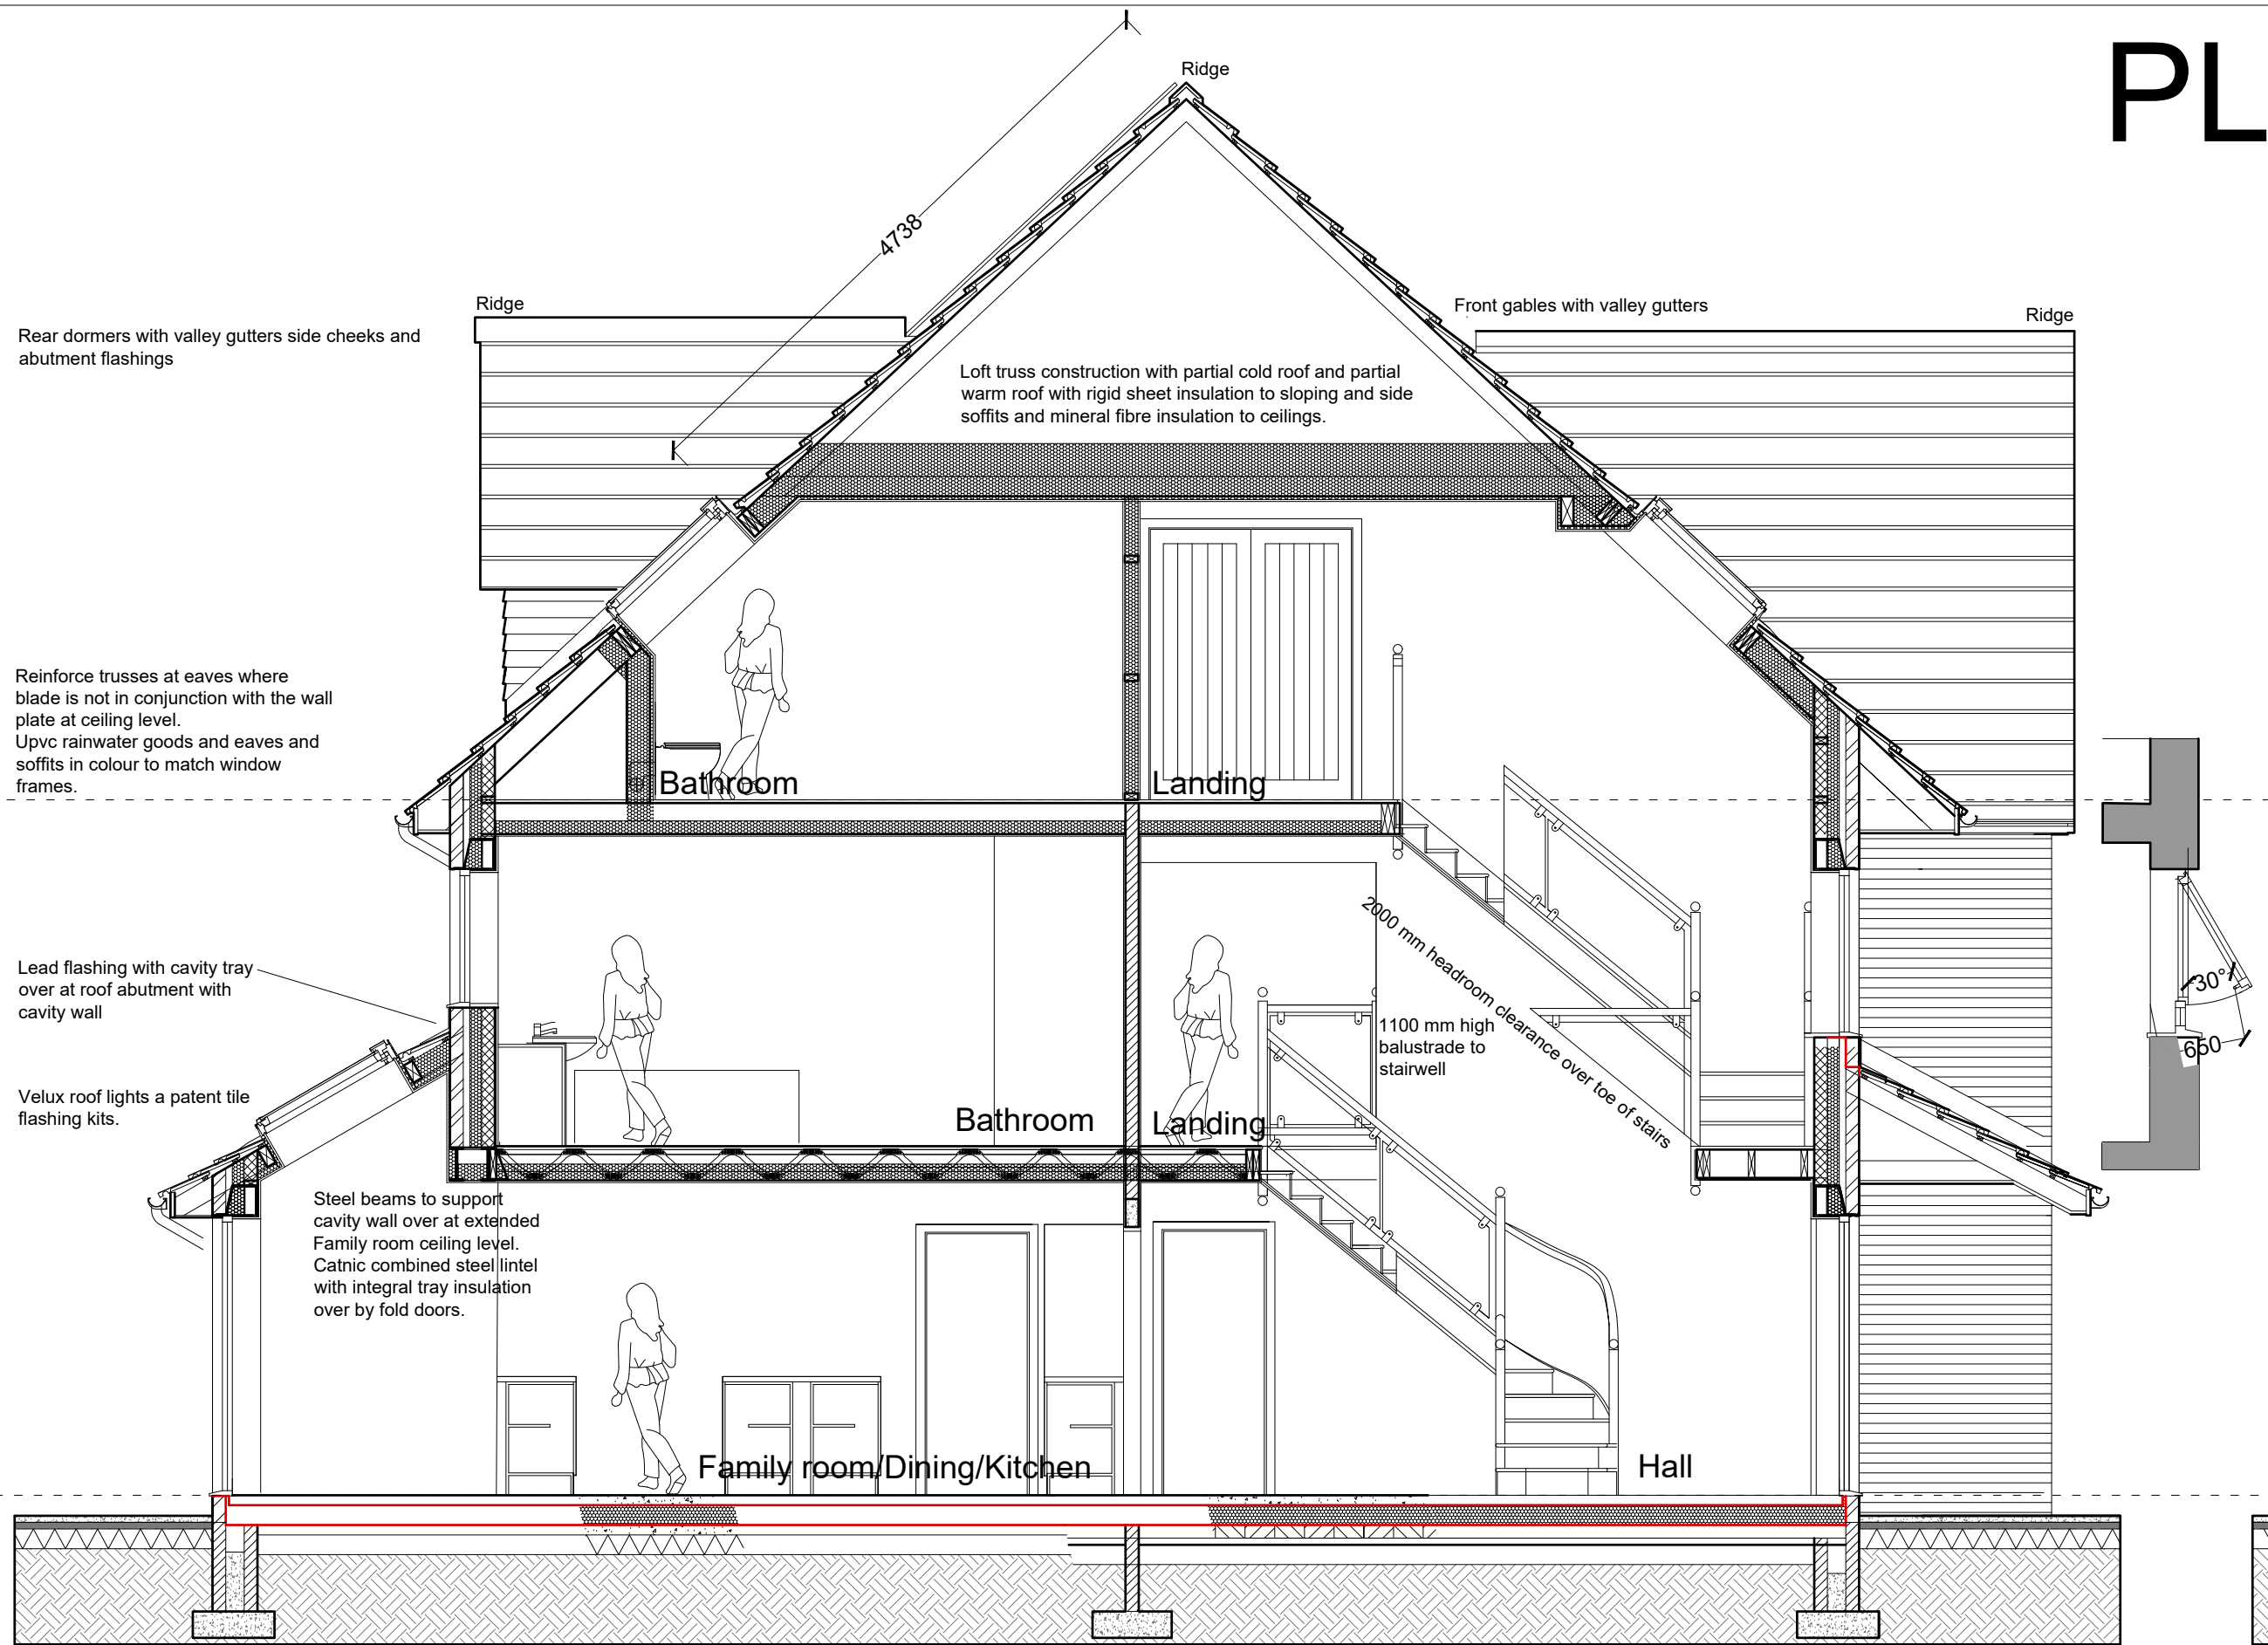 PL
Ridge
4738
Ridge
Front gables with valley gutters
Ridge
Rear dormers with valley gutters side cheeks and
abutment flashings
Loft truss construction with partial cold roof and partial
warm roof with rigid sheet insulation to sloping and side
soffits and mineral fibre insulation to ceilings.
Reinforce trusses at eaves where
blade is not in conjunction with the wall
plate at ceiling level.
Upvc rainwater goods and eaves and
soffits in colour to match window
frames.
Bathroom
Landing
2000 mm headroom clearance over toe of stairs
Lead flashing with cavity tray
over at roof abutment with
cavity wall
30°
650
1100 mm high
balustrade to
stairwell
Velux roof lights a patent tile
flashing kits.
Bathroom
Landing
Steel beams to support
cavity wall over at extended
Family room ceiling level.
Catnic combined steel lintel
with integral tray insulation
over by fold doors.
Family room/Dining/Kitchen
Hall